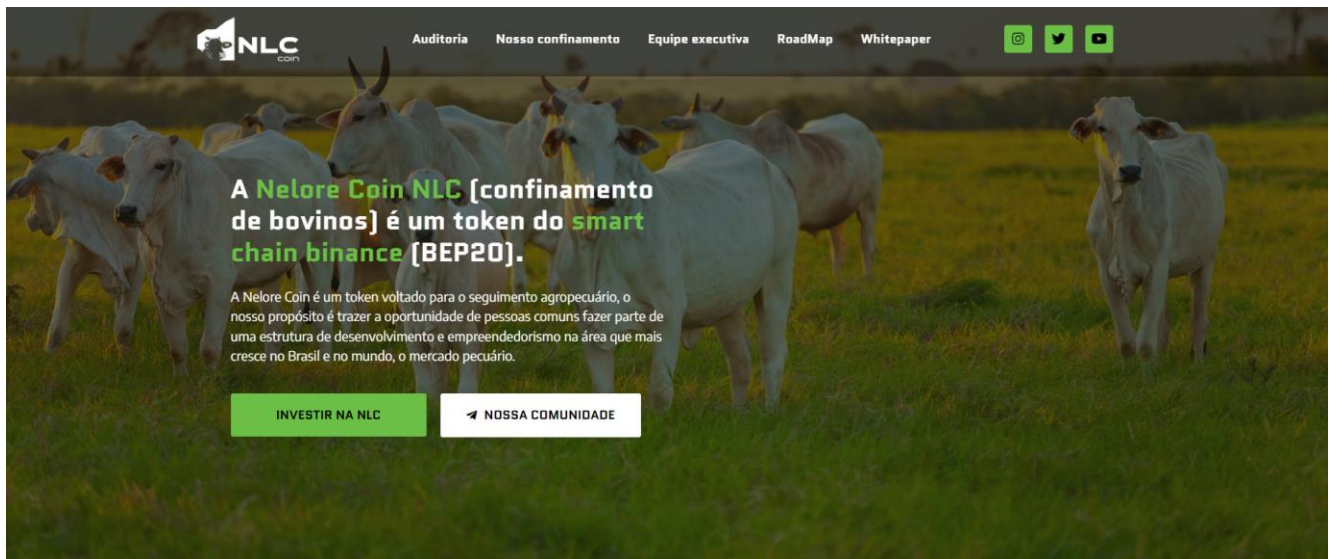 NLC
coin
Auditoria
Nosso confinamento
Equipe executiva
RoadMap
Whitepaper
A Nelore Coin NLC (confinamento
de bovinos) é um token do smart
chain binance (BEP20).
A Nelore Coin é um token voltado para o seguimento agropecuário, o
nosso propósito é trazer a oportunidade de pessoas comuns fazer parte de
uma estrutura de desenvolvimento e empreendedorismo na área que mais
cresce no Brasil e no mundo, o mercado pecuário.
INVESTIR NA NLC
NOSSA COMUNIDADE